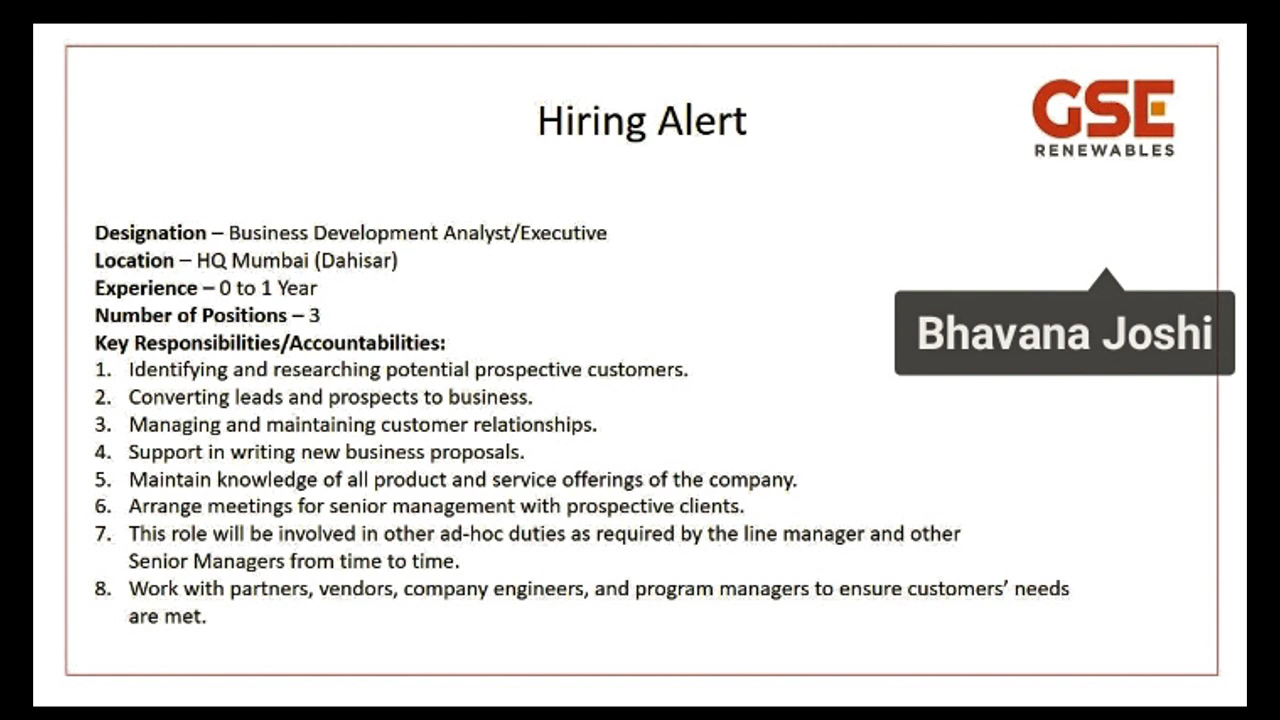 Hiring Alert
GSE
RENEWABLES
Designation – Business Development Analyst/Executive
Location – HQ Mumbai (Dahisar)
Experience – 0 to 1 Year
Number of Positions – 3
Key Responsibilities/Accountabilities:
1. Identifying and researching potential prospective customers.
2. Converting leads and prospects to business.
3. Managing and maintaining customer relationships.
4. Support in writing new business proposals.
5. Maintain knowledge of all product and service offerings of the company.
6. Arrange meetings for senior management with prospective clients.
7. This role will be involved in other ad-hoc duties as required by the line manager and other
Senior Managers from time to time.
8. Work with partners, vendors, company engineers, and program managers to ensure customers’ needs
are met.
Bhavana Joshi